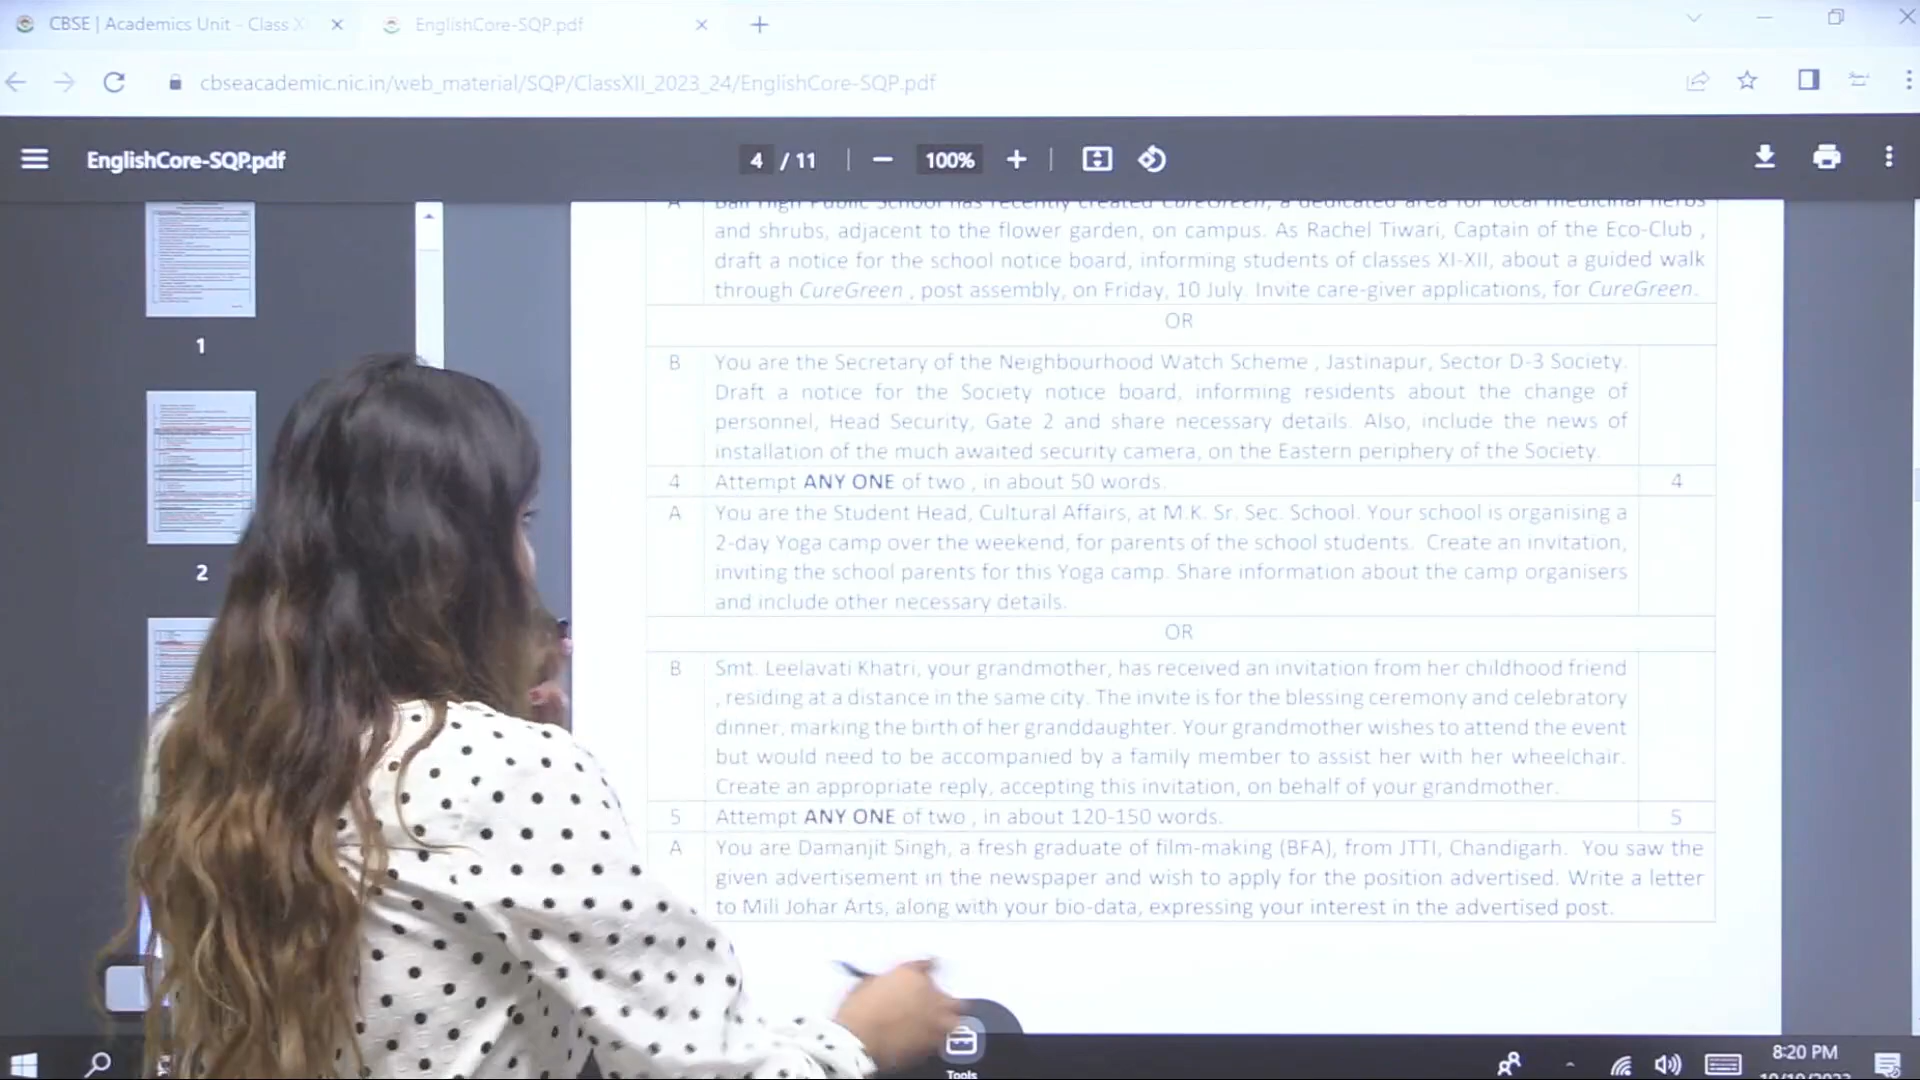 CBSE | Academics Unit - Class X
EnglishCore-SQP.pdf
cbseacademic.nic.in/web_material/SQP/ClassXII_2023_24/EnglishCore-SQP.pdf
EnglishCore-SQP.pdf
4 / 11
100%
1
2
A Ball High Public School has recently created CureGreen, a dedicated area for local medicinal herbs
and shrubs, adjacent to the flower garden, on campus. As Rachel Tiwari, Captain of the Eco-Club ,
draft a notice for the school notice board, informing students of classes XI-XII, about a guided walk
through CureGreen , post assembly, on Friday, 10 July. Invite care-giver applications, for CureGreen.
OR
B You are the Secretary of the Neighbourhood Watch Scheme , Jastinapur, Sector D-3 Society.
Draft a notice for the Society notice board, informing residents about the change of
personnel, Head Security, Gate 2 and share necessary details. Also, include the news of
installation of the much awaited security camera, on the Eastern periphery of the Society.
4 Attempt ANY ONE of two , in about 50 words. 4
A You are the Student Head, Cultural Affairs, at M.K. Sr. Sec. School. Your school is organising a
2-day Yoga camp over the weekend, for parents of the school students. Create an invitation,
inviting the school parents for this Yoga camp. Share information about the camp organisers
and include other necessary details.
OR
B Smt. Leelavati Khatri, your grandmother, has received an invitation from her childhood friend
, residing at a distance in the same city. The invite is for the blessing ceremony and celebratory
dinner, marking the birth of her granddaughter. Your grandmother wishes to attend the event
but would need to be accompanied by a family member to assist her with her wheelchair.
Create an appropriate reply, accepting this invitation, on behalf of your grandmother.
5 Attempt ANY ONE of two , in about 120-150 words. 5
A You are Damanjit Singh, a fresh graduate of film-making (BFA), from JTTI, Chandigarh. You saw the
given advertisement in the newspaper and wish to apply for the position advertised. Write a letter
to Mili Johar Arts, along with your bio-data, expressing your interest in the advertised post.
Tools
8:20 PM